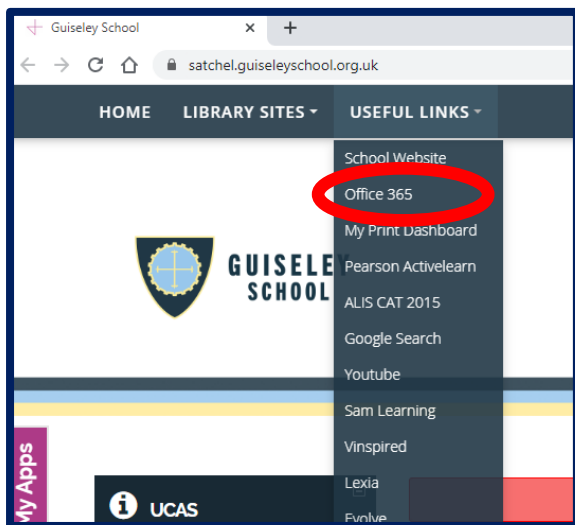 Guiseley School
satchel.guiseleyschool.org.uk
HOME LIBRARY SITES USEFUL LINKS
School Website
Office 365
My Print Dashboard
Pearson Activelearn
ALIS CAT 2015
Google Search
Youtube
Sam Learning
Vinspired
Lexia
Evolve
GUISELEY
SCHOOL
My Apps
UCAS